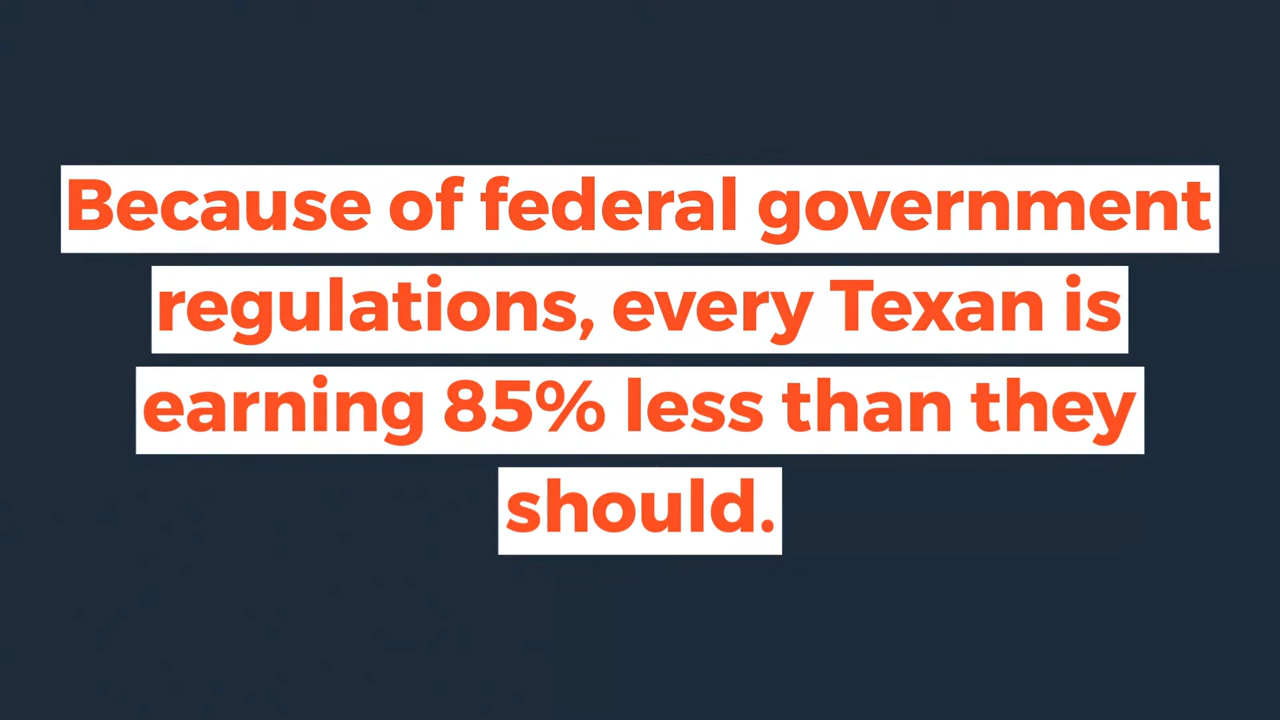 Because of federal government
regulations, every Texan is
earning 85% less than they
should.